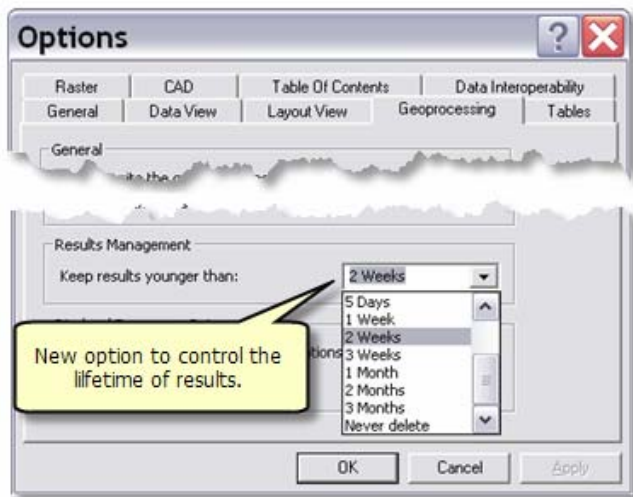 Options
Raster CAD Table Of Contents Data Interoperability
General Data View Layout View Geoprocessing Tables
General
Results Management
Keep results younger than: 2 Weeks
5 Days
1 Week
2 Weeks
3 Weeks
1 Month
2 Months
3 Months
Never delete
New option to control the
lilfetime of results.
OK Cancel Apply